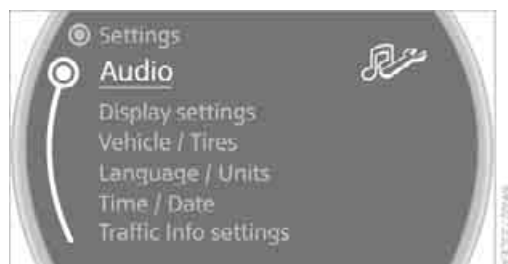 Settings
Audio
Display settings
Vehicle / Tires
Language / Units
Time / Date
Traffic Info settings